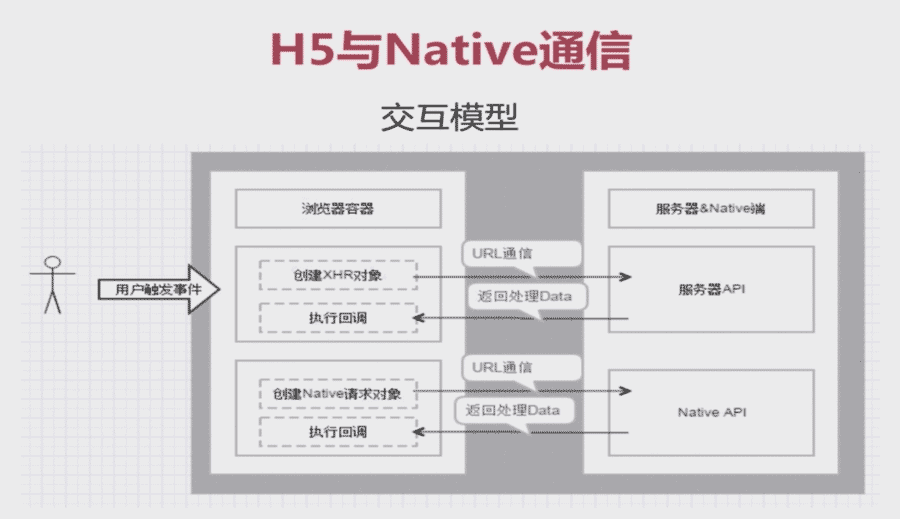 H5与Native通信
交互模型
浏览器容器
服务器&Native端
用户触发事件
创建XHR对象
URL通信
服务器API
返回处理Data
执行回调
创建Native请求对象
URL通信
Native API
返回处理Data
执行回调